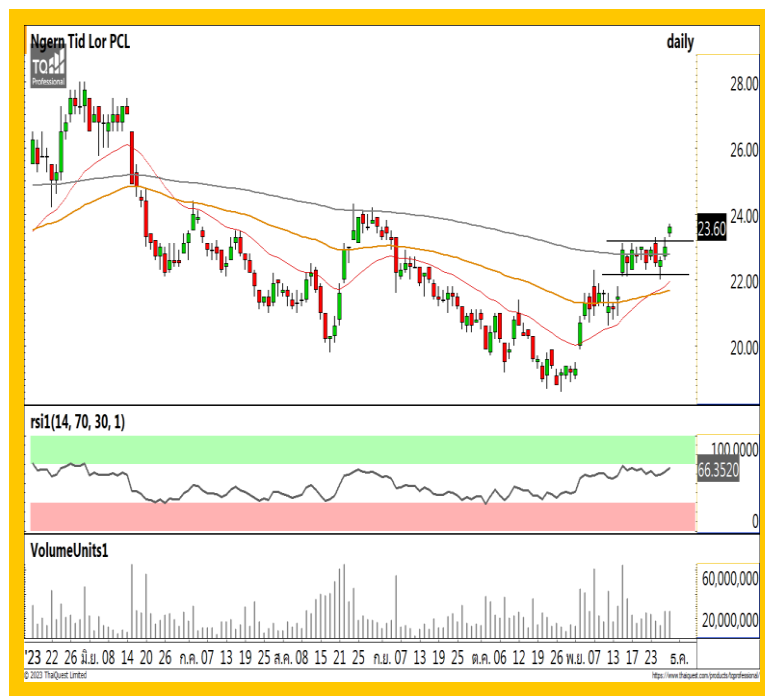 Ngern Tid Lor PCL
daily
TQ
Professional
28.00
26.00
24.00
23.60
22.00
20.00
rsi1(14, 70, 30, 1)
100.0000
66.3520
0
VolumeUnits1
60,000,000
20,000,000
'23 22 26 มิ.ย. 08 14 20 26 ก.ค. 07 13 19 25 ส.ค. 08 15 21 25 ก.ย. 07 13 19 25 ต.ค. 06 12 19 26 พ.ย. 07 13 17 23 ธ.ค.
© 2023 ThaiQuest Limited
https://www.thaiquest.com/products/tqprofessional/